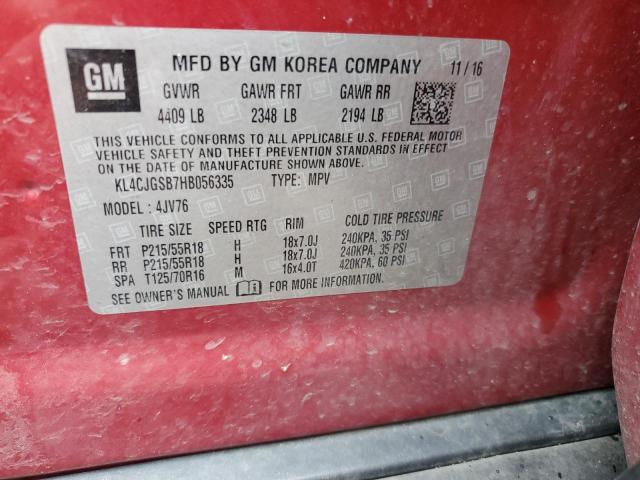 GM MFD BY GM KOREA COMPANY 11/16
GVWR GAWR FRT GAWR RR
4409 LB 2348 LB 2194 LB
THIS VEHICLE CONFORMS TO ALL APPLICABLE U.S. FEDERAL MOTOR
VEHICLE SAFETY AND THEFT PREVENTION STANDARDS IN EFFECT
ON THE DATE OF MANUFACTURE SHOWN ABOVE.
KL4CJGSB7HB056335 TYPE: MPV
MODEL: 4JV76
TIRE SIZE SPEED RTG RIM COLD TIRE PRESSURE
FRT P215/55R18 H 18x7.0J 240KPA, 35 PSI
RR P215/55R18 H 18x7.0J 240KPA, 35 PSI
SPA T125/70R16 M 16x4.0T 420KPA, 60 PSI
SEE OWNER'S MANUAL FOR MORE INFORMATION.